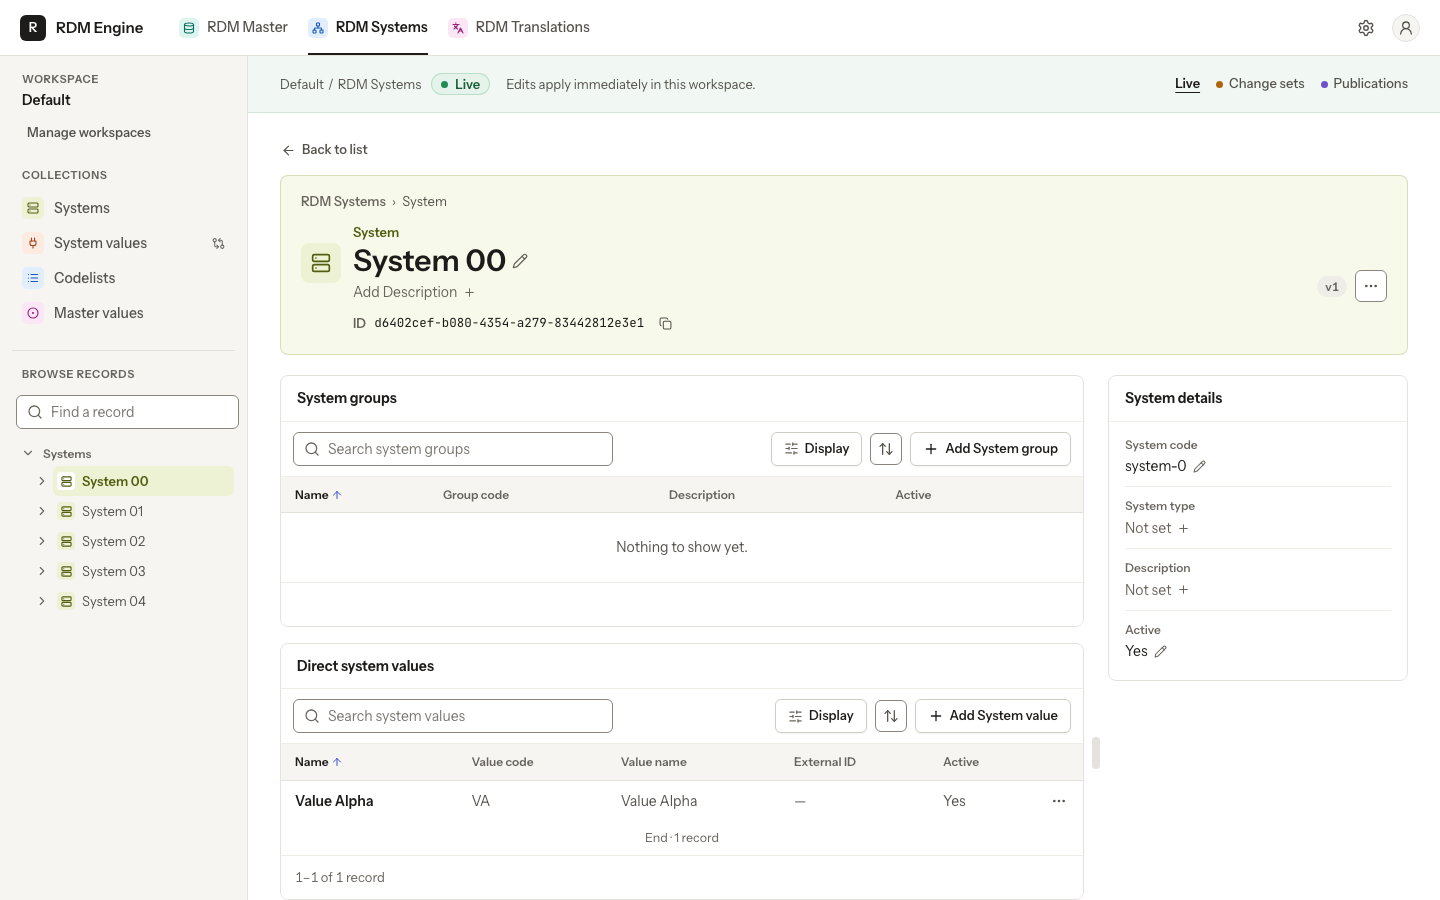 R RDM Engine RDM Master RDM Systems RDM Translations
WORKSPACE
Default
Manage workspaces
COLLECTIONS
Systems
System values
Codelists
Master values
BROWSE RECORDS
Find a record
Systems
System 00
System 01
System 02
System 03
System 04
Default / RDM Systems Live Edits apply immediately in this workspace. Live Change sets Publications
Back to list
RDM Systems › System
System
System 00
Add Description
ID d6402cef-b080-4354-a279-83442812e3e1
v1
System groups
Search system groups Display Add System group
Name Group code Description Active
Nothing to show yet.
Direct system values
Search system values Display Add System value
Name Value code Value name External ID Active
Value Alpha VA Value Alpha — Yes
End · 1 record
1–1 of 1 record
System details
System code
system-0
System type
Not set
Description
Not set
Active
Yes